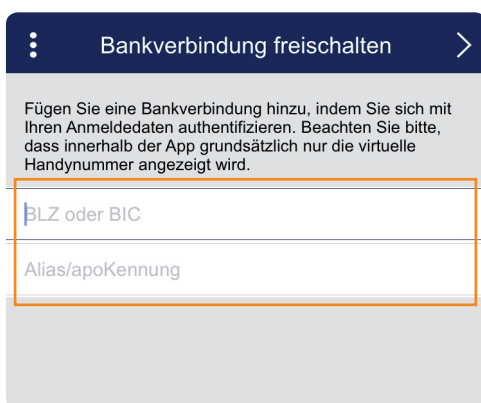 Bankverbindung freischalten
Fügen Sie eine Bankverbindung hinzu, indem Sie sich mit
Ihren Anmeldedaten authentifizieren. Beachten Sie bitte,
dass innerhalb der App grundsätzlich nur die virtuelle
Handynummer angezeigt wird.
BLZ oder BIC
Alias/apoKennung